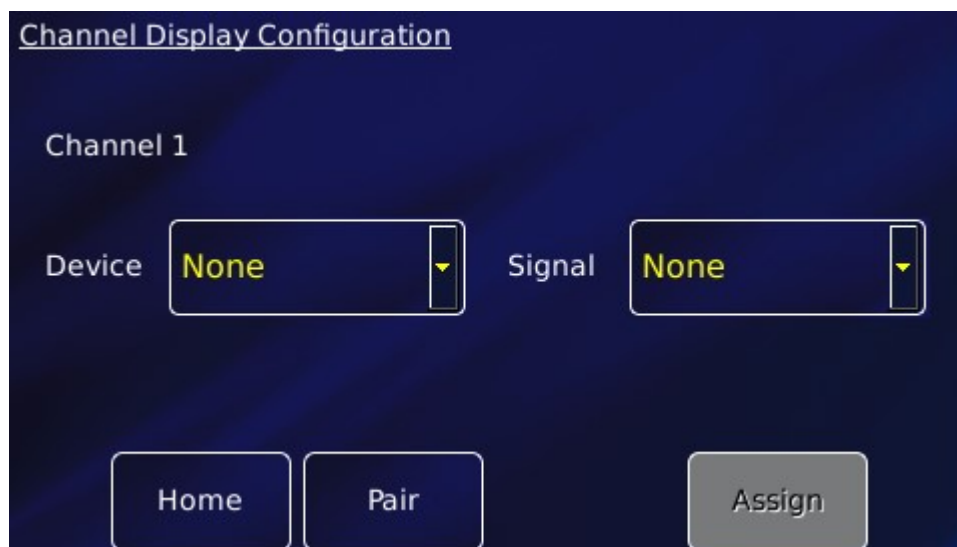 Channel Display Configuration
Channel 1
Device None Signal None
Home Pair Assign